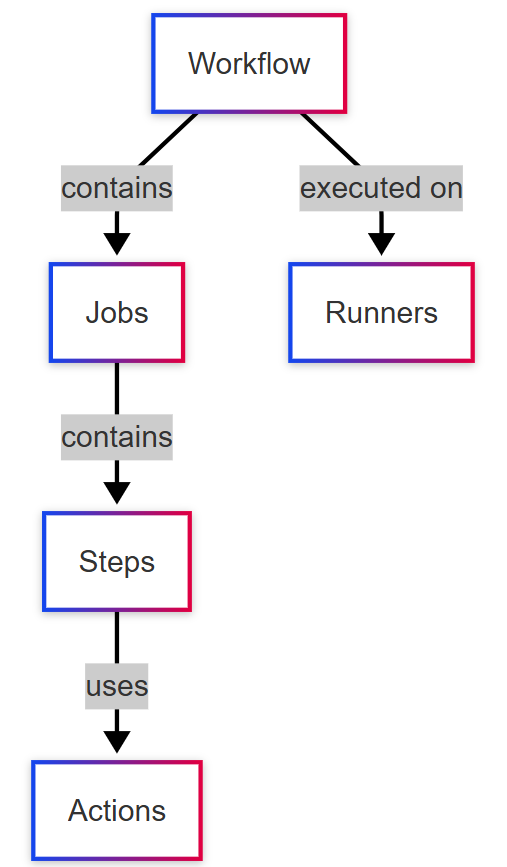 Workflow
contains
executed on
Jobs
Runners
contains
Steps
uses
Actions